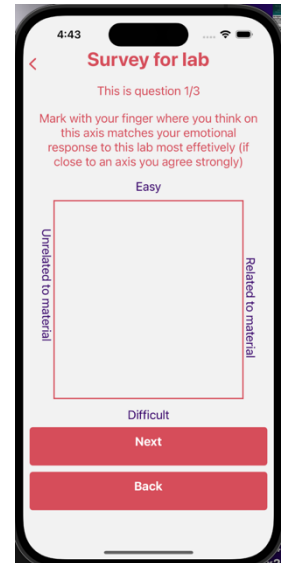 4:43
Survey for lab
This is question 1/3
Mark with your finger where you think on
this axis matches your emotional
response to this lab most effetively (if
close to an axis you agree strongly)
Easy
Unrelated to material
Related to material
Difficult
Next
Back